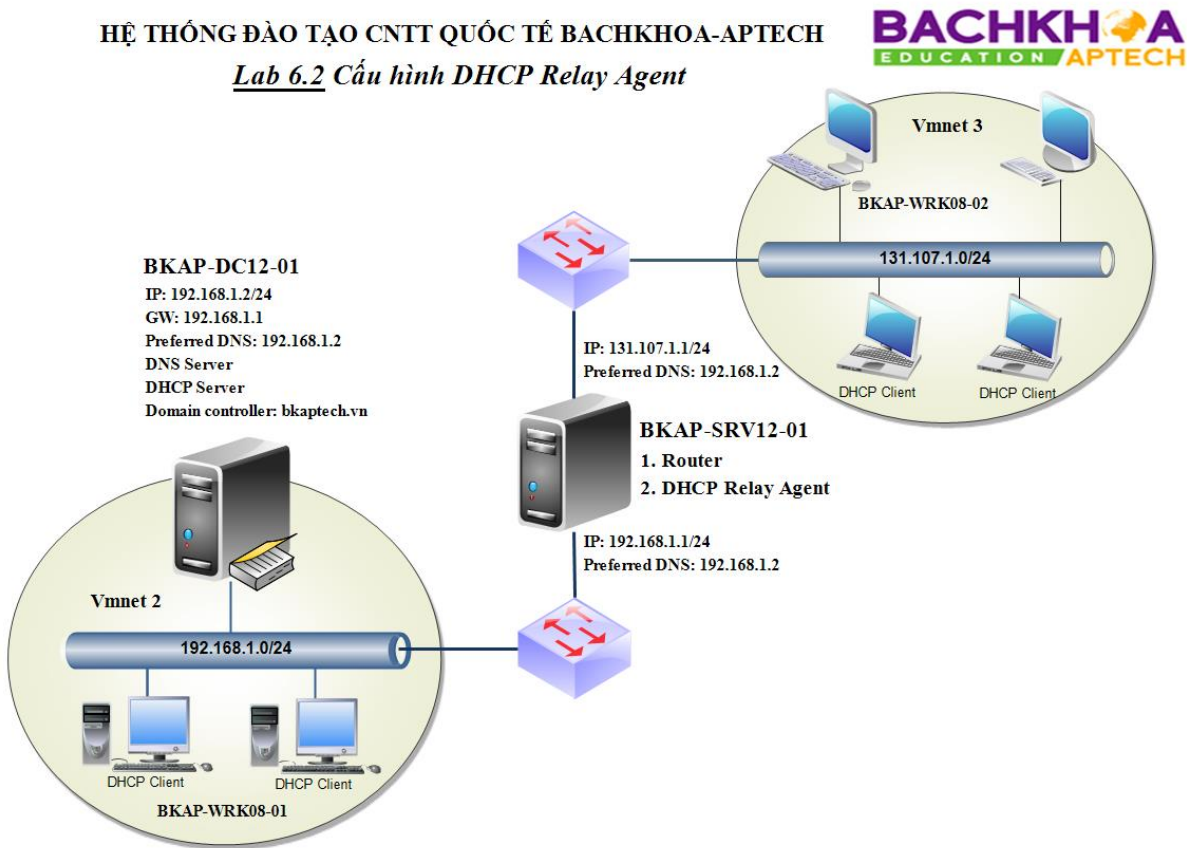 HỆ THỐNG ĐÀO TẠO CNTT QUỐC TẾ BACHKHOA-APTECH
Lab 6.2 Cấu hình DHCP Relay Agent
BACHKHOA
EDUCATION APTECH
Vmnet 3
BKAP-WRK08-02
131.107.1.0/24
DHCP Client
DHCP Client
BKAP-DC12-01
IP: 192.168.1.2/24
GW: 192.168.1.1
Preferred DNS: 192.168.1.2
DNS Server
DHCP Server
Domain controller: bkaptech.vn
IP: 131.107.1.1/24
Preferred DNS: 192.168.1.2
BKAP-SRV12-01
1. Router
2. DHCP Relay Agent
IP: 192.168.1.1/24
Preferred DNS: 192.168.1.2
Vmnet 2
192.168.1.0/24
DHCP Client
DHCP Client
BKAP-WRK08-01